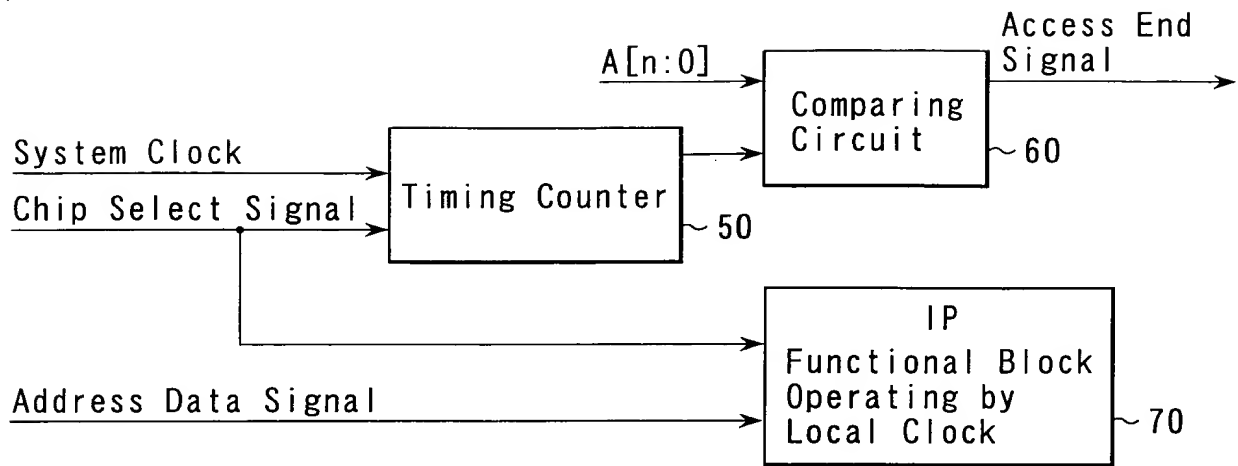 Access End
Signal
A[n:0]
Comparing
Circuit
60
System Clock
Timing Counter
Chip Select Signal
50
IP
Functional Block
Operating by
Local Clock
Address Data Signal
70